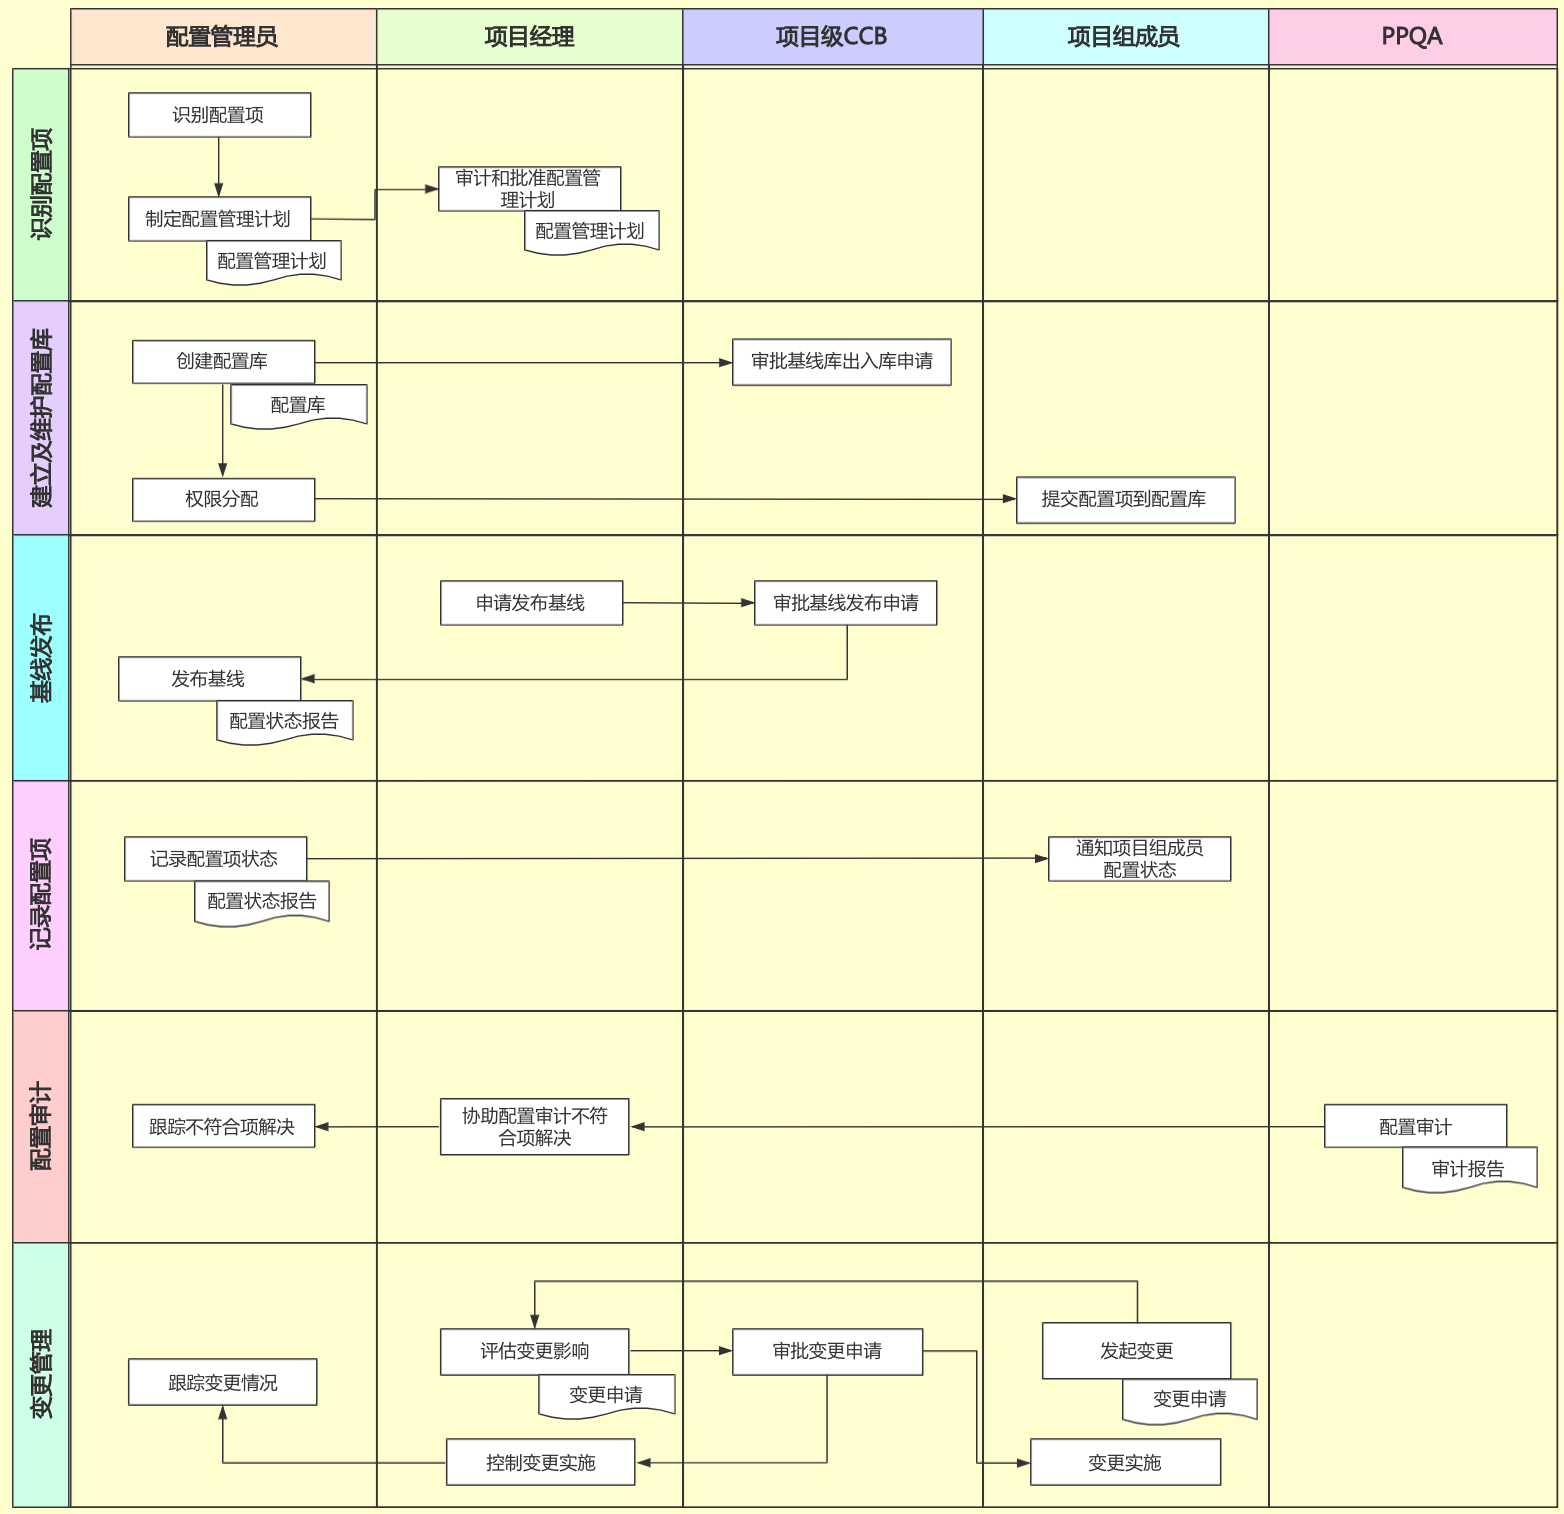 配置管理员
项目经理
项目级CCB
项目组成员
PPQA
识别配置项
识别配置项
制定配置管理计划
配置管理计划
审计和批准配置管
理计划
配置管理计划
建立及维护配置库
创建配置库
配置库
审批基线库出入库申请
权限分配
提交配置项到配置库
基线发布
申请发布基线
审批基线发布申请
发布基线
配置状态报告
记录配置项
记录配置项状态
配置状态报告
通知项目组成员
配置状态
配置审计
跟踪不符合项解决
协助配置审计不符
合项解决
配置审计
审计报告
变更管理
跟踪变更情况
评估变更影响
变更申请
审批变更申请
发起变更
变更申请
控制变更实施
变更实施